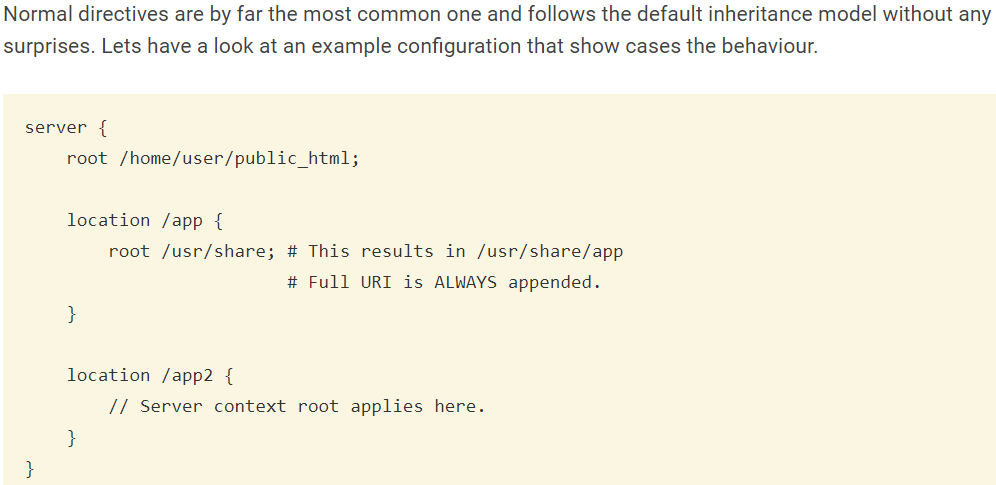 Normal directives are by far the most common one and follows the default inheritance model without any
surprises. Lets have a look at an example configuration that show cases the behaviour.
server {
    root /home/user/public_html;
    location /app {
        root /usr/share; # This results in /usr/share/app
                         # Full URI is ALWAYS appended.
    }
    location /app2 {
        // Server context root applies here.
    }
}